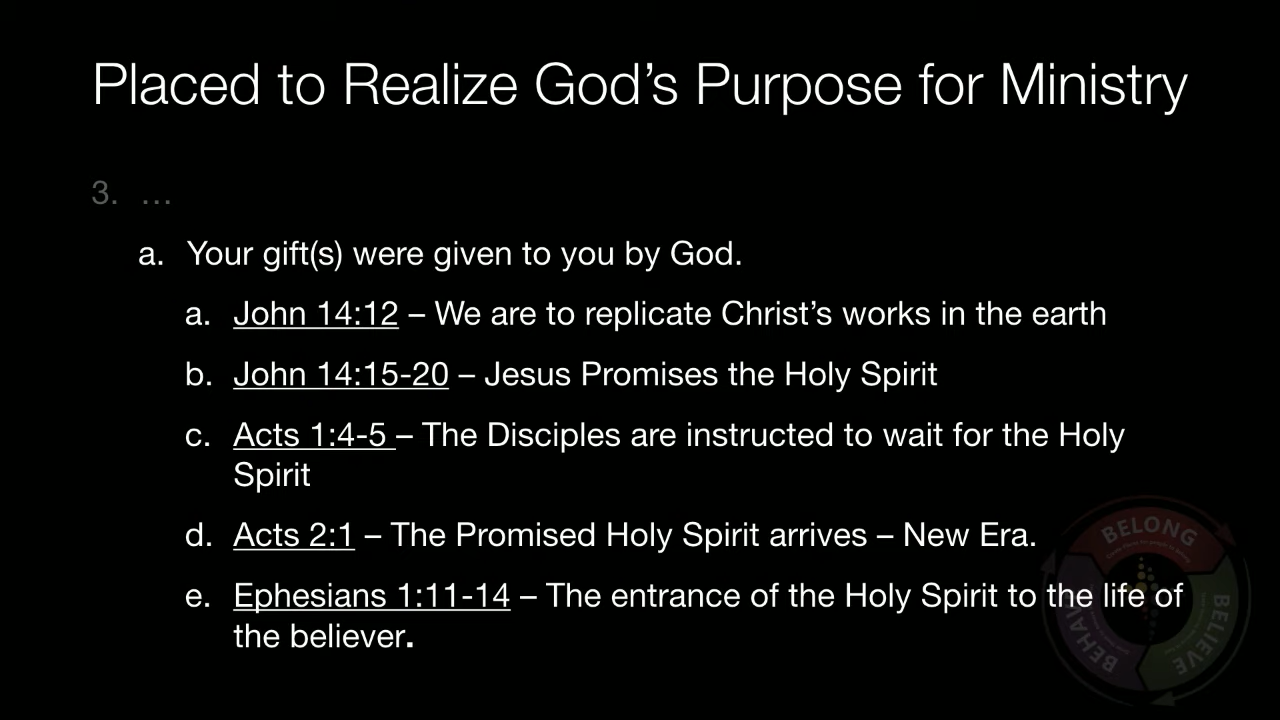 Placed to Realize God’s Purpose for Ministry
3. ...
a. Your gift(s) were given to you by God.
a. John 14:12 – We are to replicate Christ’s works in the earth
b. John 14:15-20 – Jesus Promises the Holy Spirit
c. Acts 1:4-5 – The Disciples are instructed to wait for the Holy
Spirit
d. Acts 2:1 – The Promised Holy Spirit arrives – New Era.
e. Ephesians 1:11-14 – The entrance of the Holy Spirit to the life of
the believer.
BELONG
BELIEVE
BEHAVE